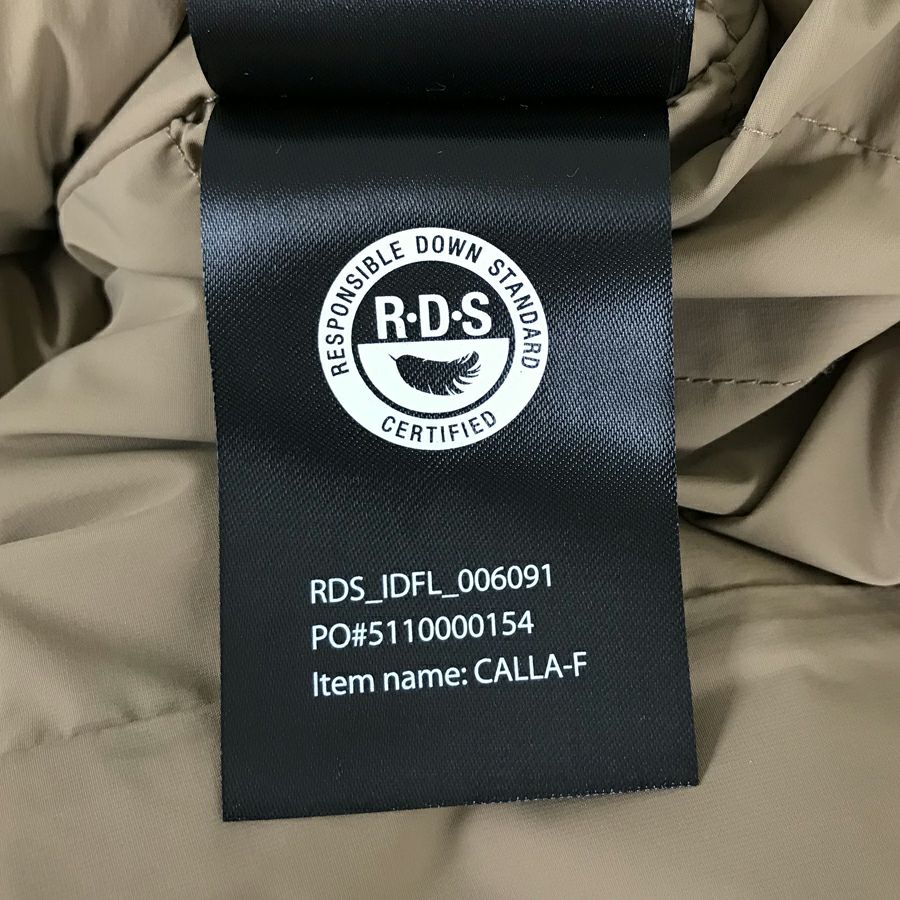 RESPONSIBLE DOWN STANDARD
R·D·S
CERTIFIED
RDS_IDFL_006091
PO#5110000154
Item name: CALLA-F